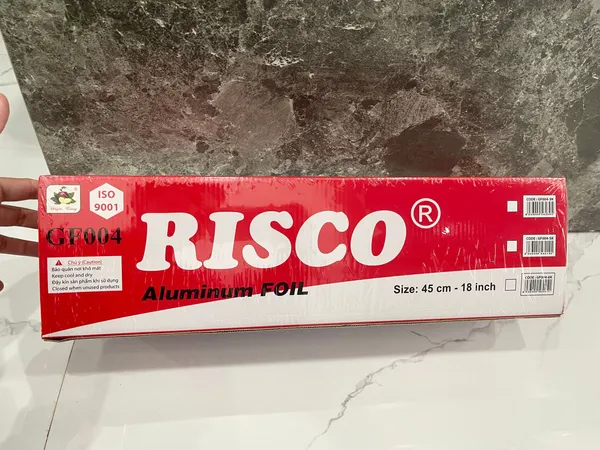 ISO
9001
GF004
RISCO®
Aluminum FOIL
Size: 45 cm - 18 inch
Chú ý (Caution)
Bảo quản nơi khô mát
Keep cool and dry
Đậy kín sản phẩm khi sử dụng
Closed when unused products